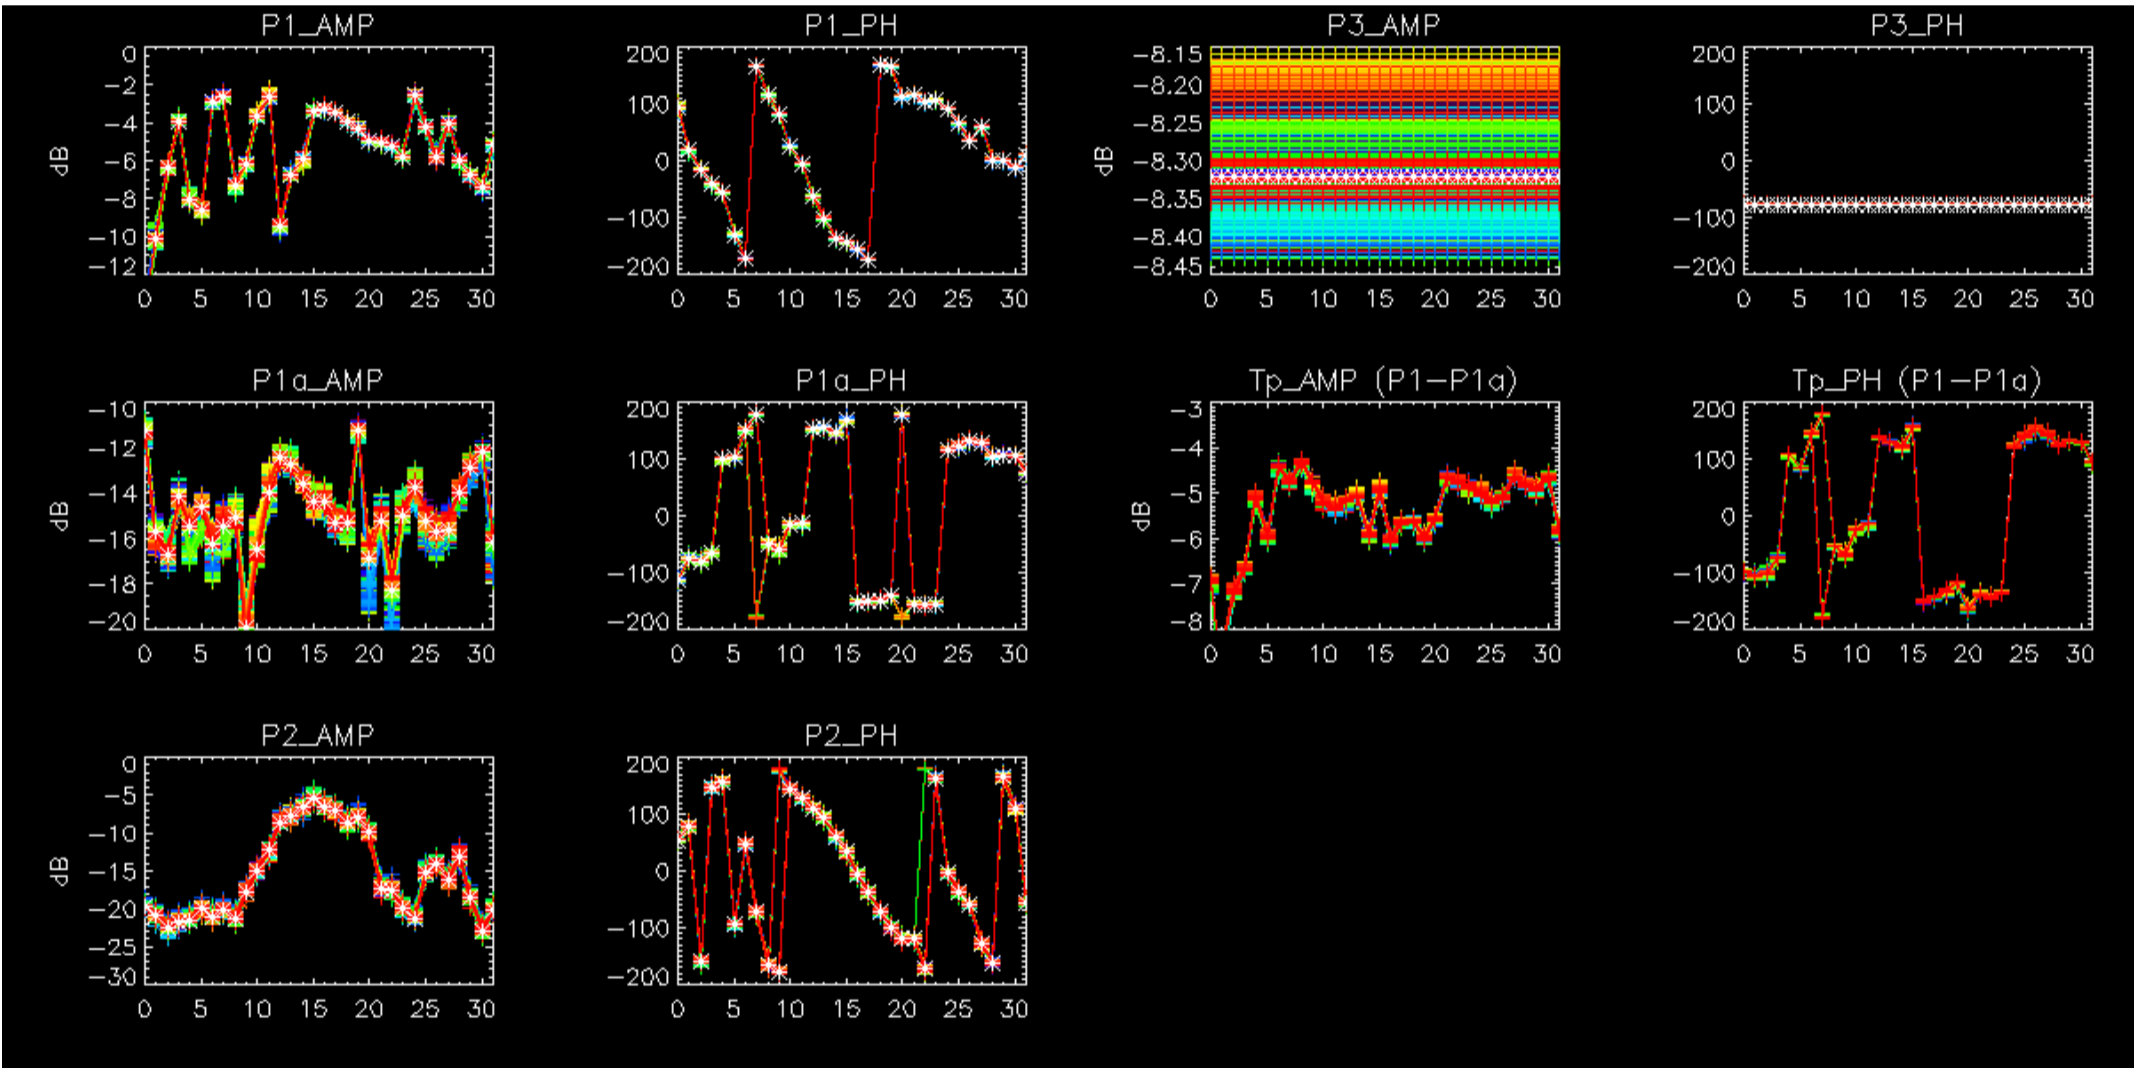 P1_AMP P1_PH P3_AMP P3_PH
0 200 -8.15 200
-2 100 -8.20 100
-4 0 -8.25 0
-6 -100 -8.30 -100
-8 -200 -8.35 -200
-10 -8.40
-12 -8.45
dB dB
0 5 10 15 20 25 30 0 5 10 15 20 25 30 0 5 10 15 20 25 30 0 5 10 15 20 25 30
P1a_AMP P1a_PH Tp_AMP (P1-P1a) Tp_PH (P1-P1a)
-10 200 -3 200
-12 100 -4 100
-14 0 -5 0
-16 -100 -6 -100
-18 -200 -7 -200
-20 -8
dB dB
0 5 10 15 20 25 30 0 5 10 15 20 25 30 0 5 10 15 20 25 30 0 5 10 15 20 25 30
P2_AMP P2_PH
0 200
-5 100
-10 0
-15 -100
-20 -200
-25
-30
dB
0 5 10 15 20 25 30 0 5 10 15 20 25 30